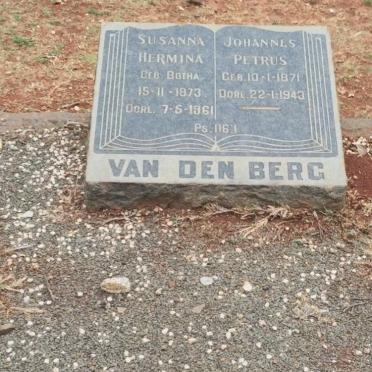 SUSANNA
HERMINA
GEB. BOTHA
15-11-1873
OORL. 7-5-1961
JOHANNES
PETRUS
GEB. 10-1-1871
OORL. 22-1-1943
PS. 116:1
VAN DEN BERG